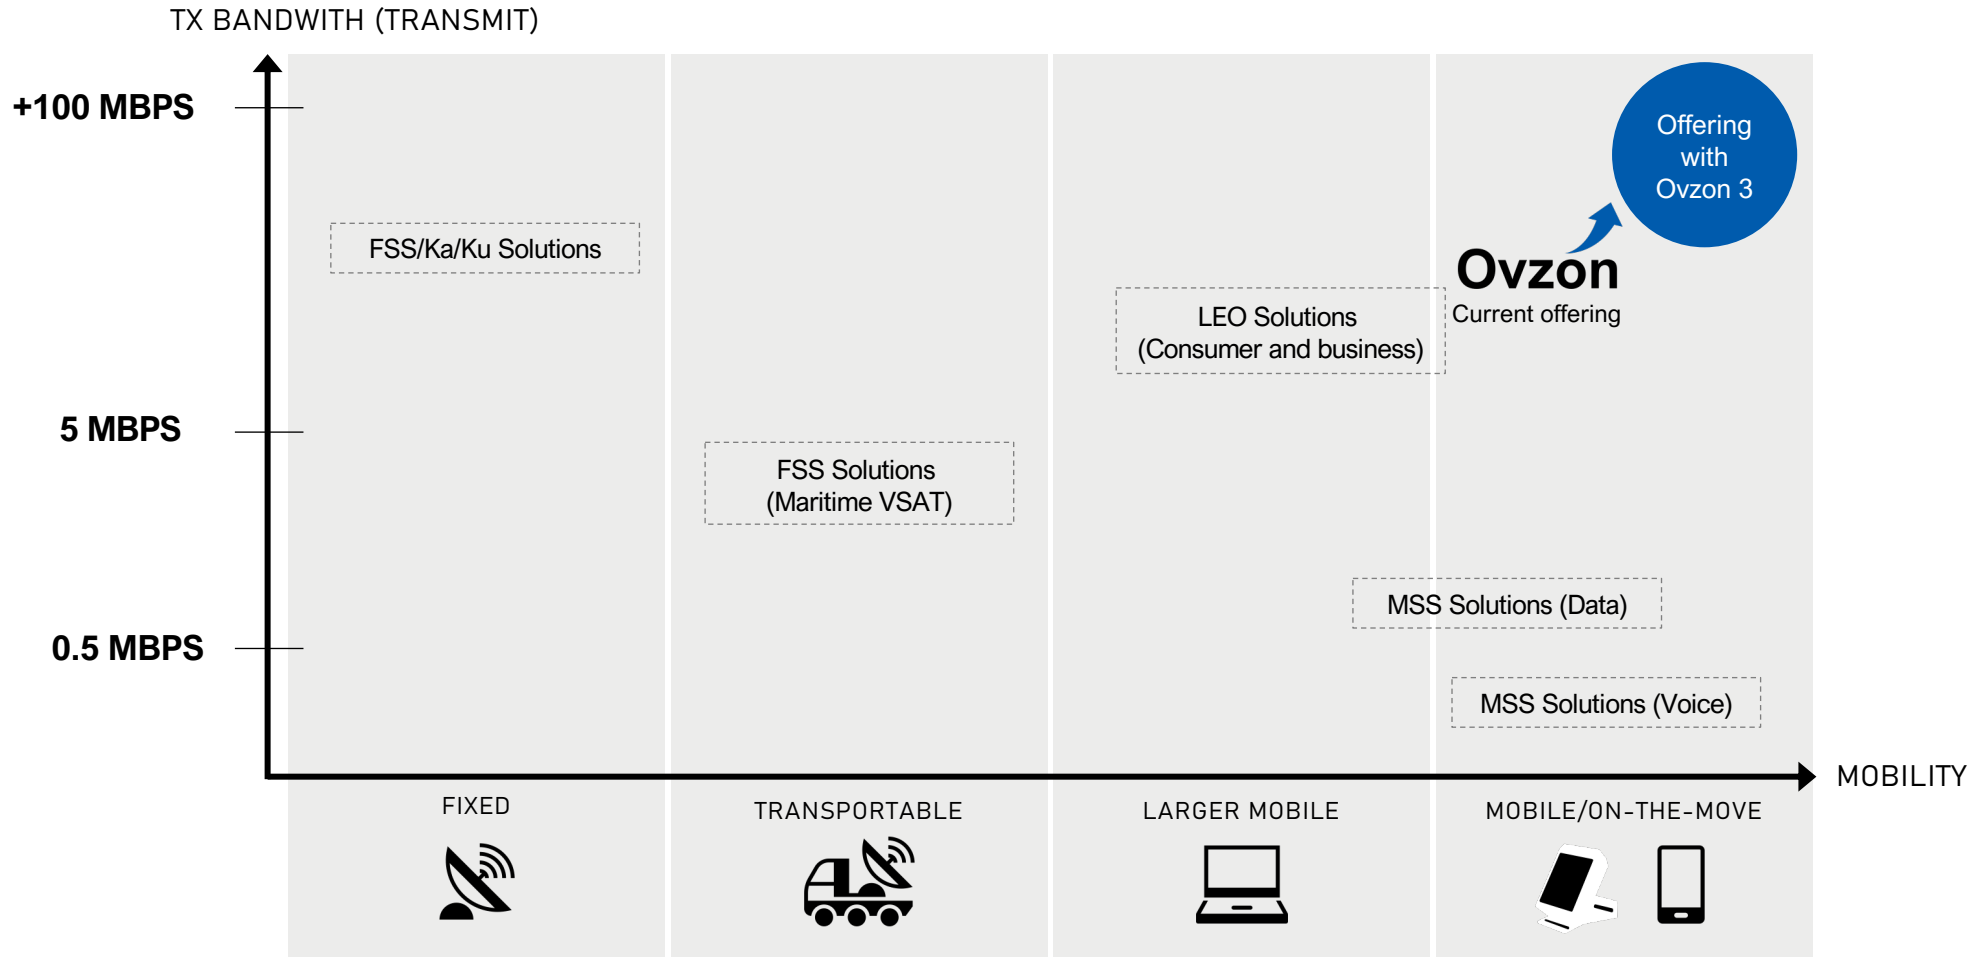 TX BANDWITH (TRANSMIT)
+100 MBPS
Offering
with
Ovzon 3
FSS/Ka/Ku Solutions
Ovzon
Current offering
LEO Solutions
(Consumer and business)
5 MBPS
FSS Solutions
(Maritime VSAT)
MSS Solutions (Data)
0.5 MBPS
MSS Solutions (Voice)
MOBILITY
FIXED
TRANSPORTABLE
LARGER MOBILE
MOBILE/ON-THE-MOVE